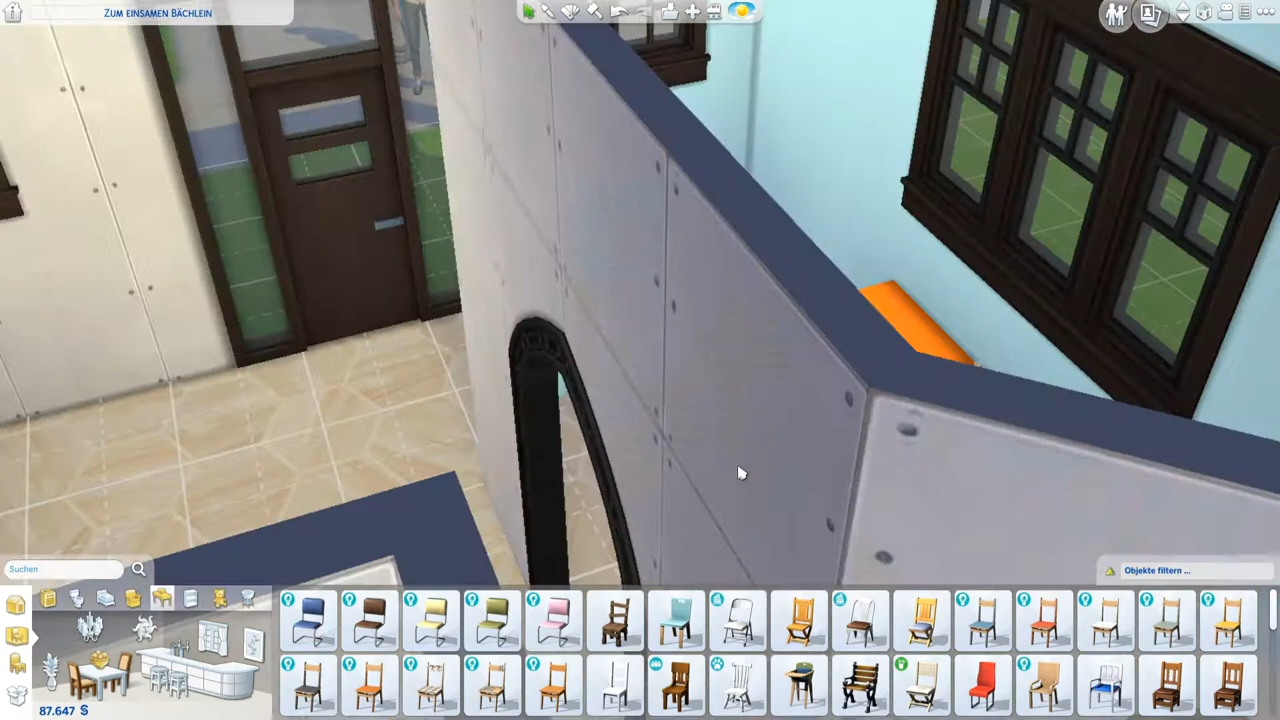 Zum einsamen Bächlein
Suchen
Objekte filtern ...
87.647 $